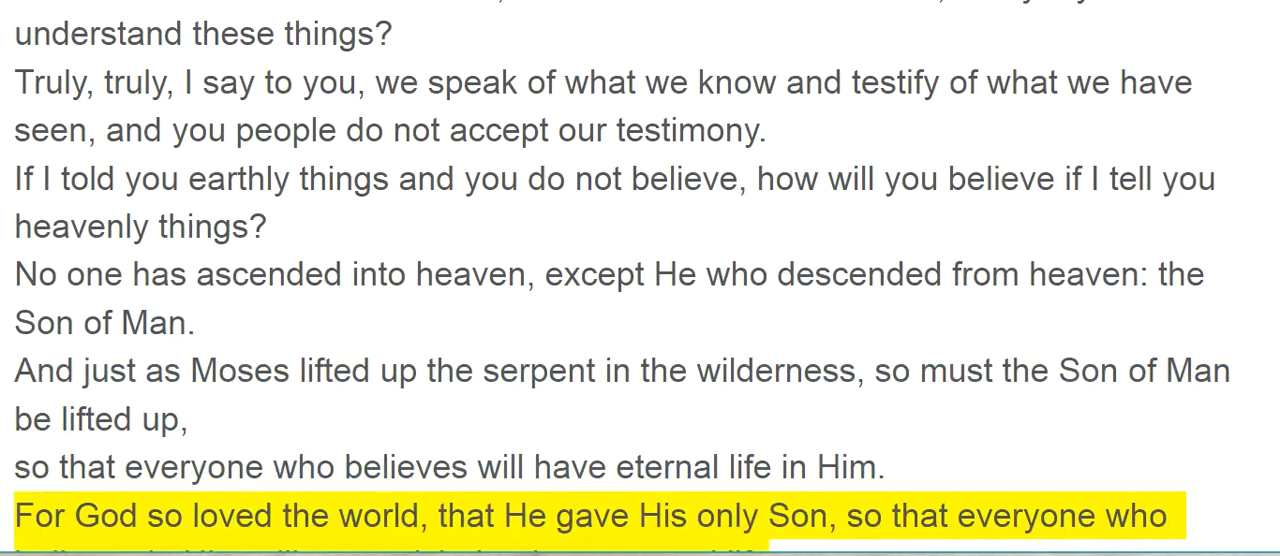 understand these things?
Truly, truly, I say to you, we speak of what we know and testify of what we have
seen, and you people do not accept our testimony.
If I told you earthly things and you do not believe, how will you believe if I tell you
heavenly things?
No one has ascended into heaven, except He who descended from heaven: the
Son of Man.
And just as Moses lifted up the serpent in the wilderness, so must the Son of Man
be lifted up,
so that everyone who believes will have eternal life in Him.
For God so loved the world, that He gave His only Son, so that everyone who